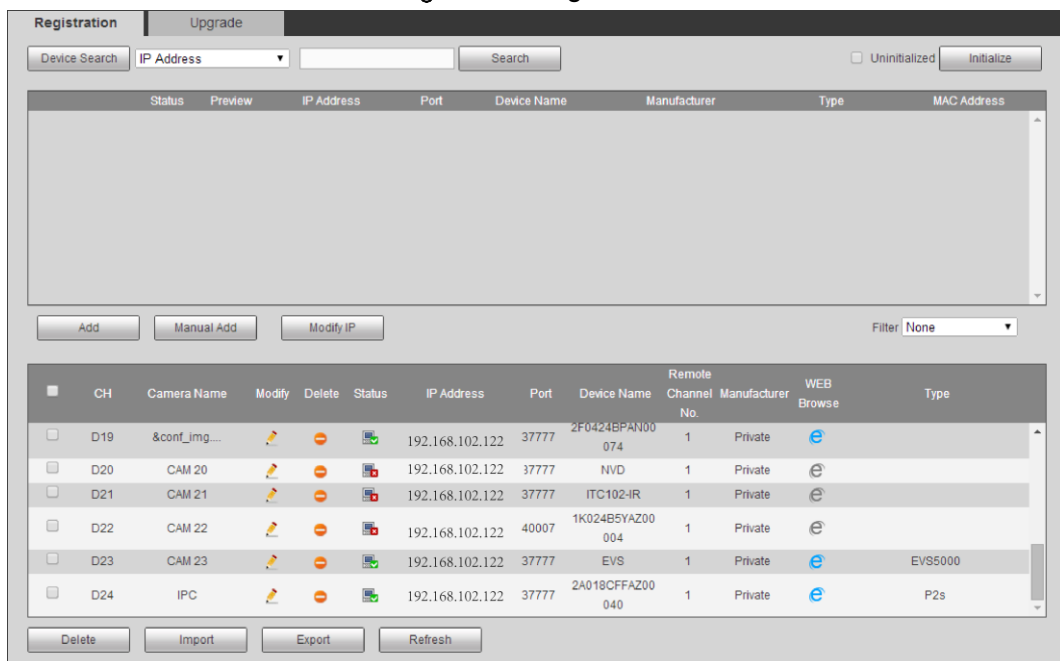 Registration Upgrade
Device Search IP Address Search Uninitialized Initialize
Status Preview IP Address Port Device Name Manufacturer Type MAC Address
Add Manual Add Modify IP Filter None
Remote
CH Camera Name Modify Delete Status IP Address Port Device Name Channel Manufacturer WEB Type
No. Browse
D19 &conf_img.... 192.168.102.122 37777 2F0424BPAN00 1 Private
074
D20 CAM 20 192.168.102.122 37777 NVD 1 Private
D21 CAM 21 192.168.102.122 37777 ITC102-IR 1 Private
D22 CAM 22 192.168.102.122 40007 1K024B5YAZ00 1 Private
004
D23 CAM 23 192.168.102.122 37777 EVS 1 Private EVS5000
D24 IPC 192.168.102.122 37777 2A018CFFAZ00 1 Private P2s
040
Delete Import Export Refresh